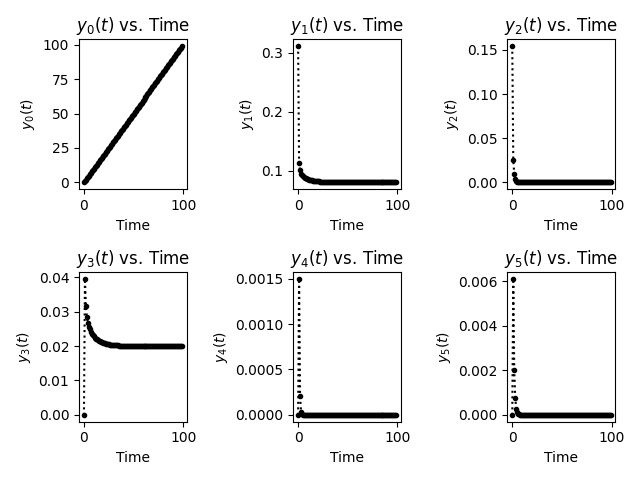 y₀(t) vs. Time
100
75
50
25
0
y₀(t)
0
100
Time
y₁(t) vs. Time
0.3
0.2
0.1
y₁(t)
0
100
Time
y₂(t) vs. Time
0.15
0.10
0.05
0.00
y₂(t)
0
100
Time
y₃(t) vs. Time
0.04
0.03
0.02
0.01
0.00
y₃(t)
0
100
Time
y₄(t) vs. Time
0.0015
0.0010
0.0005
0.0000
y₄(t)
0
100
Time
y₅(t) vs. Time
0.006
0.004
0.002
0.000
y₅(t)
0
100
Time